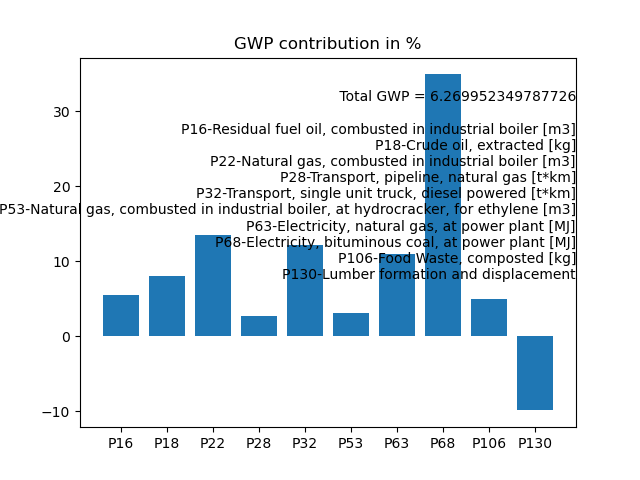 GWP contribution in %
Total GWP = 6.269952349787726
P16-Residual fuel oil, combusted in industrial boiler [m3]
P18-Crude oil, extracted [kg]
P22-Natural gas, combusted in industrial boiler [m3]
P28-Transport, pipeline, natural gas [t*km]
P32-Transport, single unit truck, diesel powered [t*km]
P53-Natural gas, combusted in industrial boiler, at hydrocracker, for ethylene [m3]
P63-Electricity, natural gas, at power plant [MJ]
P68-Electricity, bituminous coal, at power plant [MJ]
P106-Food Waste, composted [kg]
P130-Lumber formation and displacement
30
20
10
0
−10
P16 P18 P22 P28 P32 P53 P63 P68 P106 P130